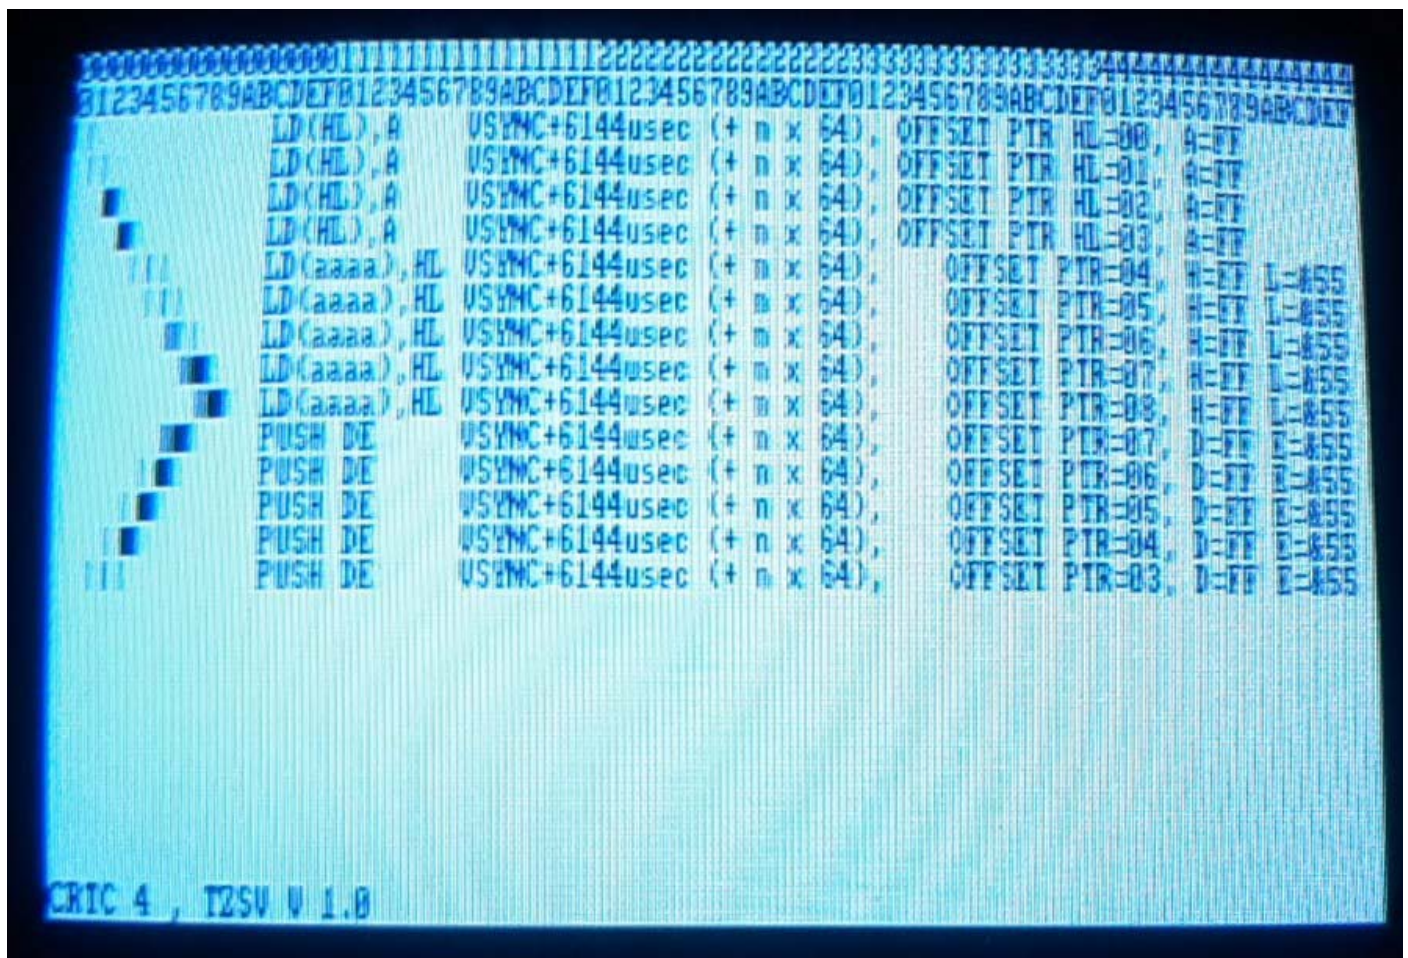 00000000000000001111111111111111222222222222222233333333333333334444444444444444
0123456789ABCDEF0123456789ABCDEF0123456789ABCDEF0123456789ABCDEF0123456789ABCDEF
LD(HL),A VSYNC+6144usec (+ n x 64), OFFSET PTR HL=00, A=FF
LD(HL),A VSYNC+6144usec (+ n x 64), OFFSET PTR HL=01, A=FF
LD(HL),A VSYNC+6144usec (+ n x 64), OFFSET PTR HL=02, A=FF
LD(HL),A VSYNC+6144usec (+ n x 64), OFFSET PTR HL=03, A=FF
LD(aaaa),HL VSYNC+6144usec (+ n x 64), OFFSET PTR=04, H=FF L=&55
LD(aaaa),HL VSYNC+6144usec (+ n x 64), OFFSET PTR=05, H=FF L=&55
LD(aaaa),HL VSYNC+6144usec (+ n x 64), OFFSET PTR=06, H=FF L=&55
LD(aaaa),HL VSYNC+6144usec (+ n x 64), OFFSET PTR=07, H=FF L=&55
LD(aaaa),HL VSYNC+6144usec (+ n x 64), OFFSET PTR=08, H=FF L=&55
PUSH DE VSYNC+6144usec (+ n x 64), OFFSET PTR=07, D=FF E=&55
PUSH DE VSYNC+6144usec (+ n x 64), OFFSET PTR=06, D=FF E=&55
PUSH DE VSYNC+6144usec (+ n x 64), OFFSET PTR=05, D=FF E=&55
PUSH DE VSYNC+6144usec (+ n x 64), OFFSET PTR=04, D=FF E=&55
PUSH DE VSYNC+6144usec (+ n x 64), OFFSET PTR=03, D=FF E=&55
CRTC 4 , TZSV V 1.0